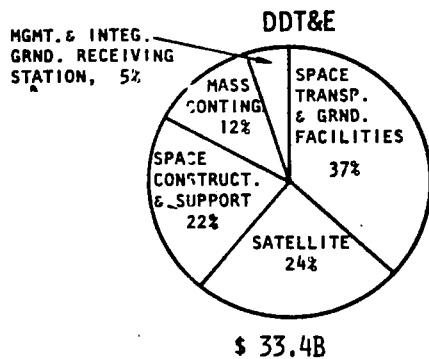 DDT&E
MGMT. & INTEG.
GRND. RECEIVING
STATION, 5%
MASS
CONTING.
12%
SPACE
TRANSP.
& GRND.
FACILITIES
37%
SPACE
CONSTRUCT.
& SUPPORT
22%
SATELLITE
24%
$ 33.4B